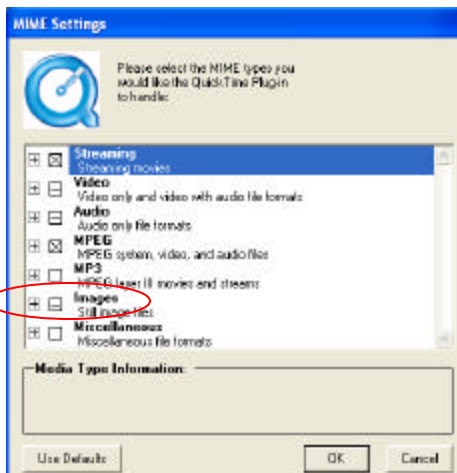 MIME Settings
Please select the MIME types you
would like the QuickTime Plug-in
to handle:
Streaming
Streaming movies
Video
Video only and video with audio file formats
Audio
Audio only file formats
MPEG
MPEG system, video, and audio files
MP3
MPEG layer III movies and streams
Images
Still image files
Miscellaneous
Miscellaneous file formats
Media Type Information:
Use Defaults
OK
Cancel